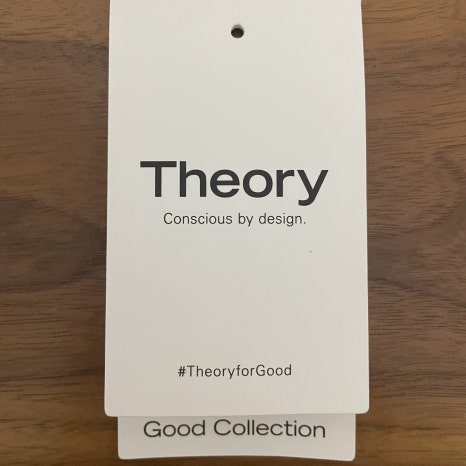 Theory
Conscious by design.
#TheoryforGood
Good Collection